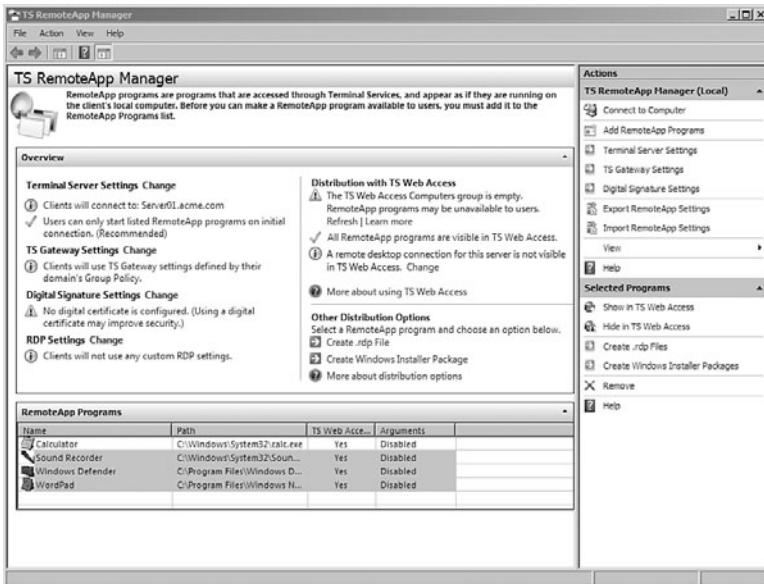 TS RemoteApp Manager
File Action View Help
TS RemoteApp Manager
RemoteApp programs are programs that are accessed through Terminal Services, and appear as if they are running on
the client's local computer. Before you can make a RemoteApp program available to users, you must add it to the
RemoteApp Programs list.
Overview
Terminal Server Settings Change
Clients will connect to: Server01.acme.com
Users can only start listed RemoteApp programs on initial
connection. (Recommended)
TS Gateway Settings Change
Clients will use TS Gateway settings defined by their
domain's Group Policy.
Digital Signature Settings Change
No digital certificate is configured. (Using a digital
certificate may improve security.)
RDP Settings Change
Clients will not use any custom RDP settings.
Distribution with TS Web Access
The TS Web Access Computers group is empty.
RemoteApp programs may be unavailable to users.
Refresh | Learn more
All RemoteApp programs are visible in TS Web Access.
A remote desktop connection for this server is not visible
in TS Web Access. Change
More about using TS Web Access
Other Distribution Options
Select a RemoteApp program and choose an option below.
Create .rdp File
Create Windows Installer Package
More about distribution options
RemoteApp Programs
Name Path TS Web Acce... Arguments
Calculator C:\Windows\System32\calc.exe Yes Disabled
Sound Recorder C:\Windows\System32\Soun... Yes Disabled
Windows Defender C:\Program Files\Windows D... Yes Disabled
WordPad C:\Program Files\Windows N... Yes Disabled
Actions
TS RemoteApp Manager (Local)
Connect to Computer
Add RemoteApp Programs
Terminal Server Settings
TS Gateway Settings
Digital Signature Settings
Export RemoteApp Settings
Import RemoteApp Settings
View
Help
Selected Programs
Show in TS Web Access
Hide in TS Web Access
Create .rdp Files
Create Windows Installer Packages
Remove
Help